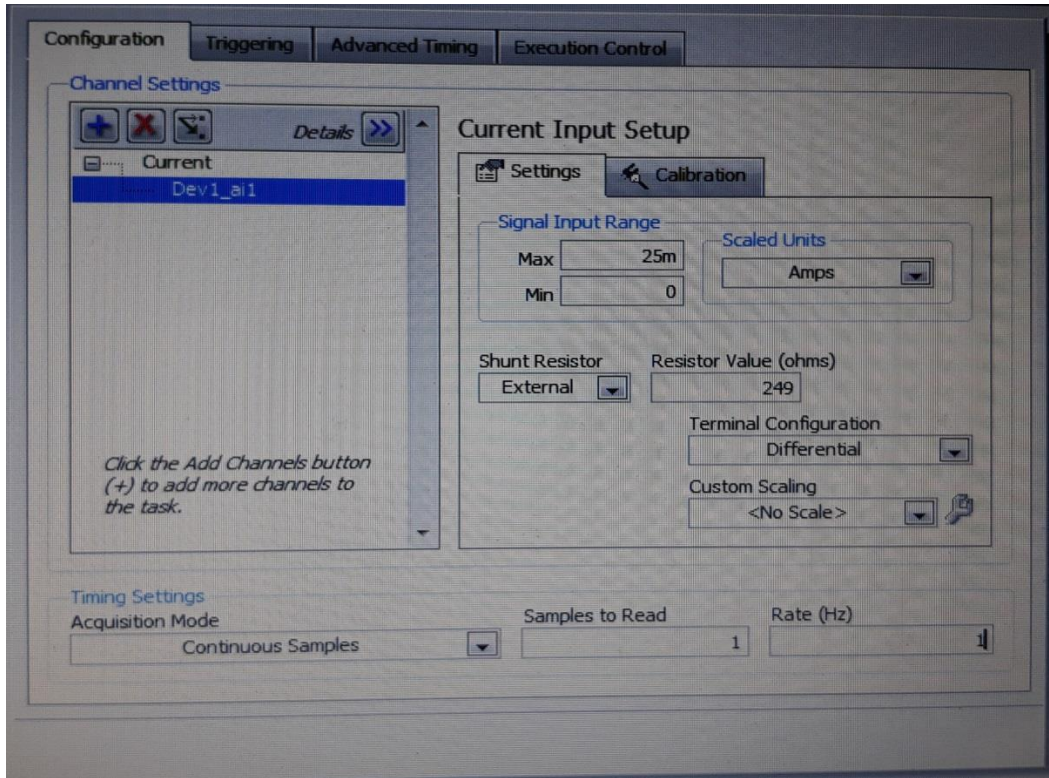 Configuration Triggering Advanced Timing Execution Control
Channel Settings
Details
Current
Dev1_ai1
Click the Add Channels button
(+) to add more channels to
the task.
Current Input Setup
Settings Calibration
Signal Input Range
Max 25m
Min 0
Scaled Units
Amps
Shunt Resistor
External
Resistor Value (ohms)
249
Terminal Configuration
Differential
Custom Scaling
<No Scale>
Timing Settings
Acquisition Mode
Continuous Samples
Samples to Read
1
Rate (Hz)
1